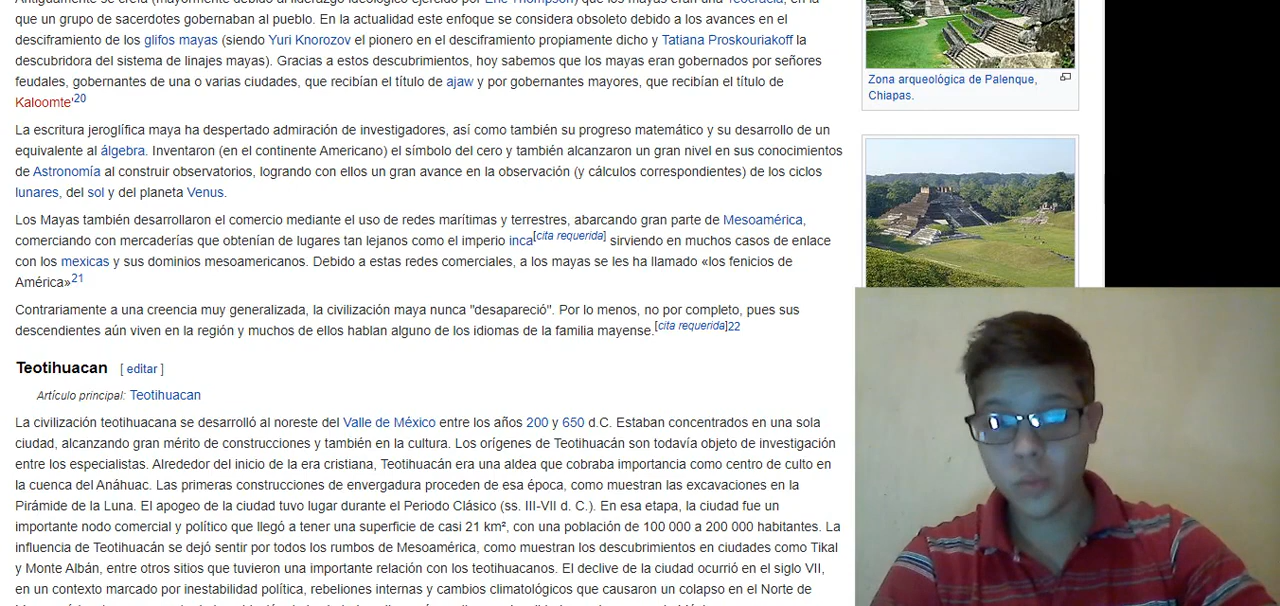 Antiguamente se creía (mayormente debido al liderazgo ideológico ejercido por Eric Thompson) que los mayas eran una Teocracia, en la
que un grupo de sacerdotes gobernaban al pueblo. En la actualidad este enfoque se considera obsoleto debido a los avances en el
desciframiento de los glifos mayas (siendo Yuri Knorozov el pionero en el desciframiento propiamente dicho y Tatiana Proskouriakoff la
descubridora del sistema de linajes mayas). Gracias a estos descubrimientos, hoy sabemos que los mayas eran gobernados por señores
feudales, gobernantes de una o varias ciudades, que recibían el título de ajaw y por gobernantes mayores, que recibían el título de
Kaloomte'20
La escritura jeroglífica maya ha despertado admiración de investigadores, así como también su progreso matemático y su desarrollo de un
equivalente al álgebra. Inventaron (en el continente Americano) el símbolo del cero y también alcanzaron un gran nivel en sus conocimientos
de Astronomía al construir observatorios, logrando con ellos un gran avance en la observación (y cálculos correspondientes) de los ciclos
lunares, del sol y del planeta Venus.
Los Mayas también desarrollaron el comercio mediante el uso de redes marítimas y terrestres, abarcando gran parte de Mesoamérica,
comerciando con mercaderías que obtenían de lugares tan lejanos como el imperio inca[cita requerida] sirviendo en muchos casos de enlace
con los mexicas y sus dominios mesoamericanos. Debido a estas redes comerciales, a los mayas se les ha llamado «los fenicios de
América»21
Contrariamente a una creencia muy generalizada, la civilización maya nunca "desapareció". Por lo menos, no por completo, pues sus
descendientes aún viven en la región y muchos de ellos hablan alguno de los idiomas de la familia mayense.[cita requerida]22
Teotihuacan [ editar ]
Artículo principal: Teotihuacan
La civilización teotihuacana se desarrolló al noreste del Valle de México entre los años 200 y 650 d.C. Estaban concentrados en una sola
ciudad, alcanzando gran mérito de construcciones y también en la cultura. Los orígenes de Teotihuacán son todavía objeto de investigación
entre los especialistas. Alrededor del inicio de la era cristiana, Teotihuacán era una aldea que cobraba importancia como centro de culto en
la cuenca del Anáhuac. Las primeras construcciones de envergadura proceden de esa época, como muestran las excavaciones en la
Pirámide de la Luna. El apogeo de la ciudad tuvo lugar durante el Periodo Clásico (ss. III-VII d. C.). En esa etapa, la ciudad fue un
importante nodo comercial y político que llegó a tener una superficie de casi 21 km², con una población de 100 000 a 200 000 habitantes. La
influencia de Teotihuacán se dejó sentir por todos los rumbos de Mesoamérica, como muestran los descubrimientos en ciudades como Tikal
y Monte Albán, entre otros sitios que tuvieron una importante relación con los teotihuacanos. El declive de la ciudad ocurrió en el siglo VII,
en un contexto marcado por inestabilidad política, rebeliones internas y cambios climatológicos que causaron un colapso en el Norte de
Zona arqueológica de Palenque,
Chiapas.